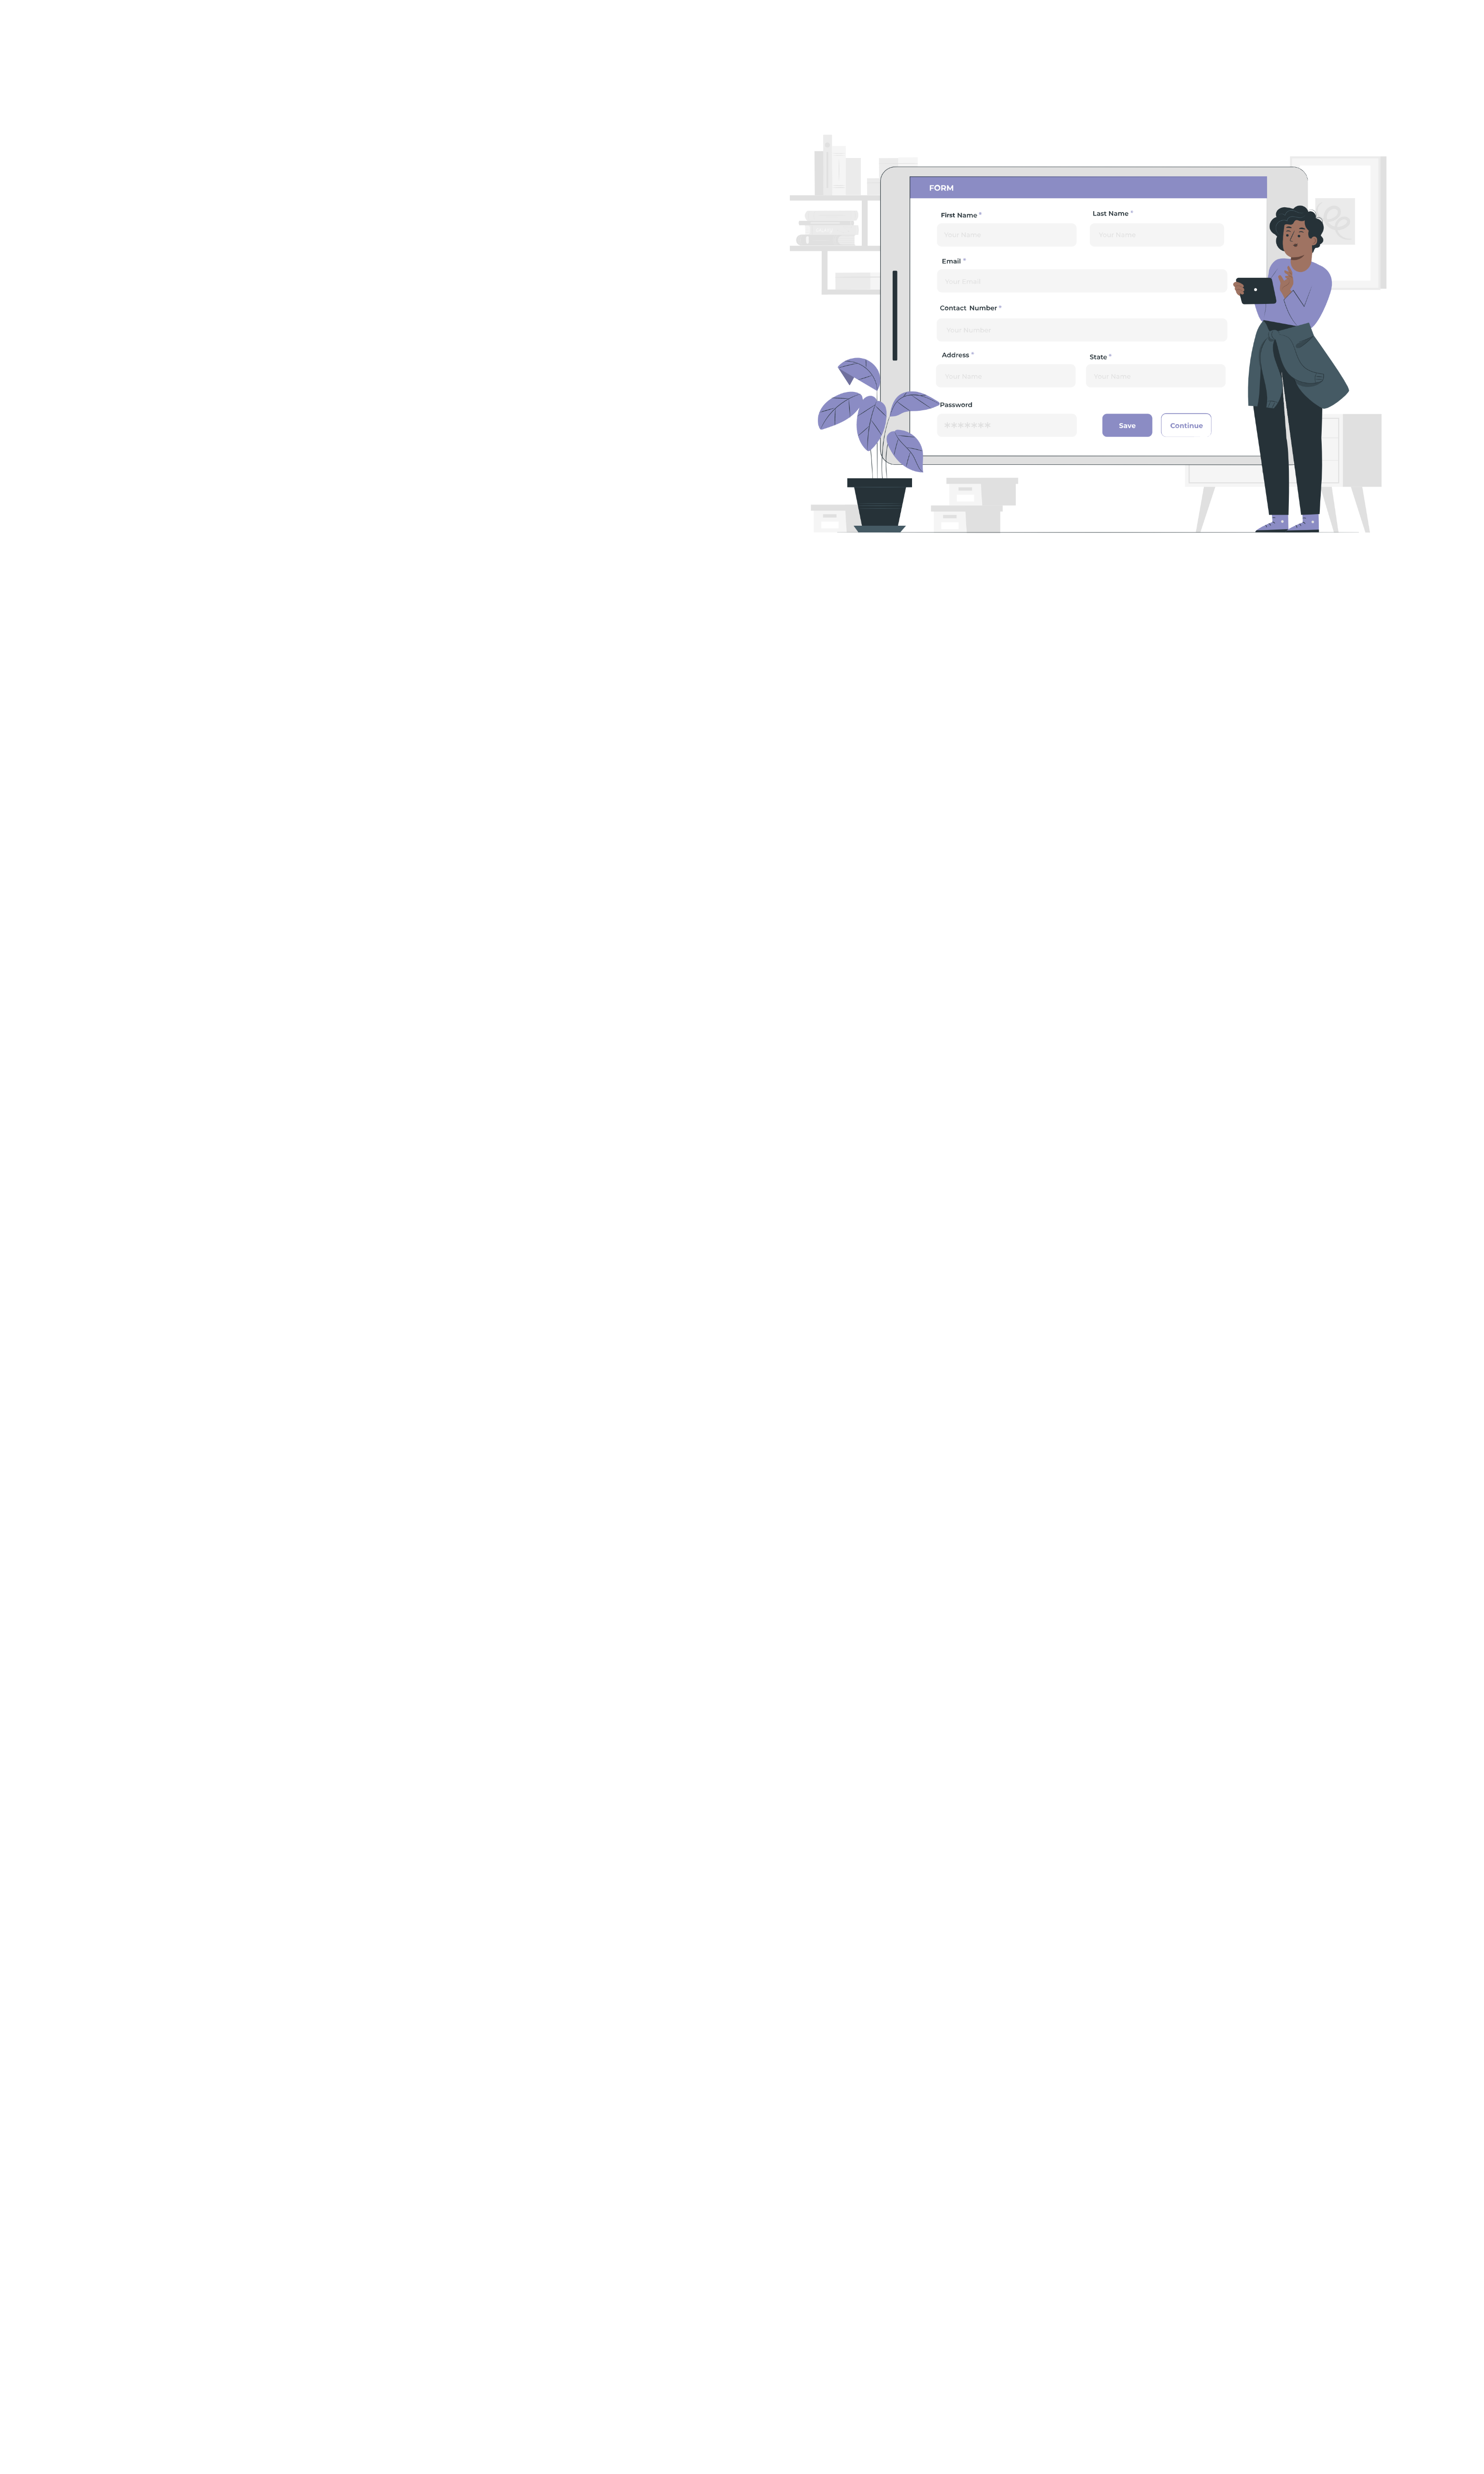 FORM
First Name *
Last Name *
Your Name
Your Name
Email *
Your Email
Contact Number *
Your Number
Address *
State *
Your Name
Your Name
Password
*******
Save
Continue